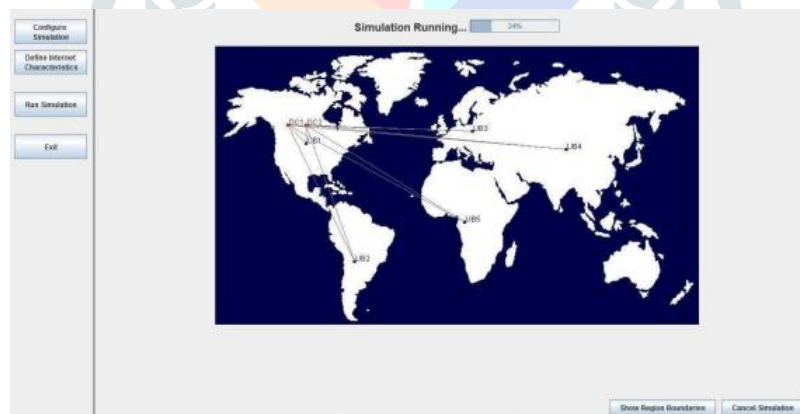 Configure
Simulation
Define Internet
Characteristics
Run Simulation
Exit
Simulation Running...
24%
DC1
DC2
UB1
UB3
UB4
UB5
UB2
Show Region Boundaries
Cancel Simulation